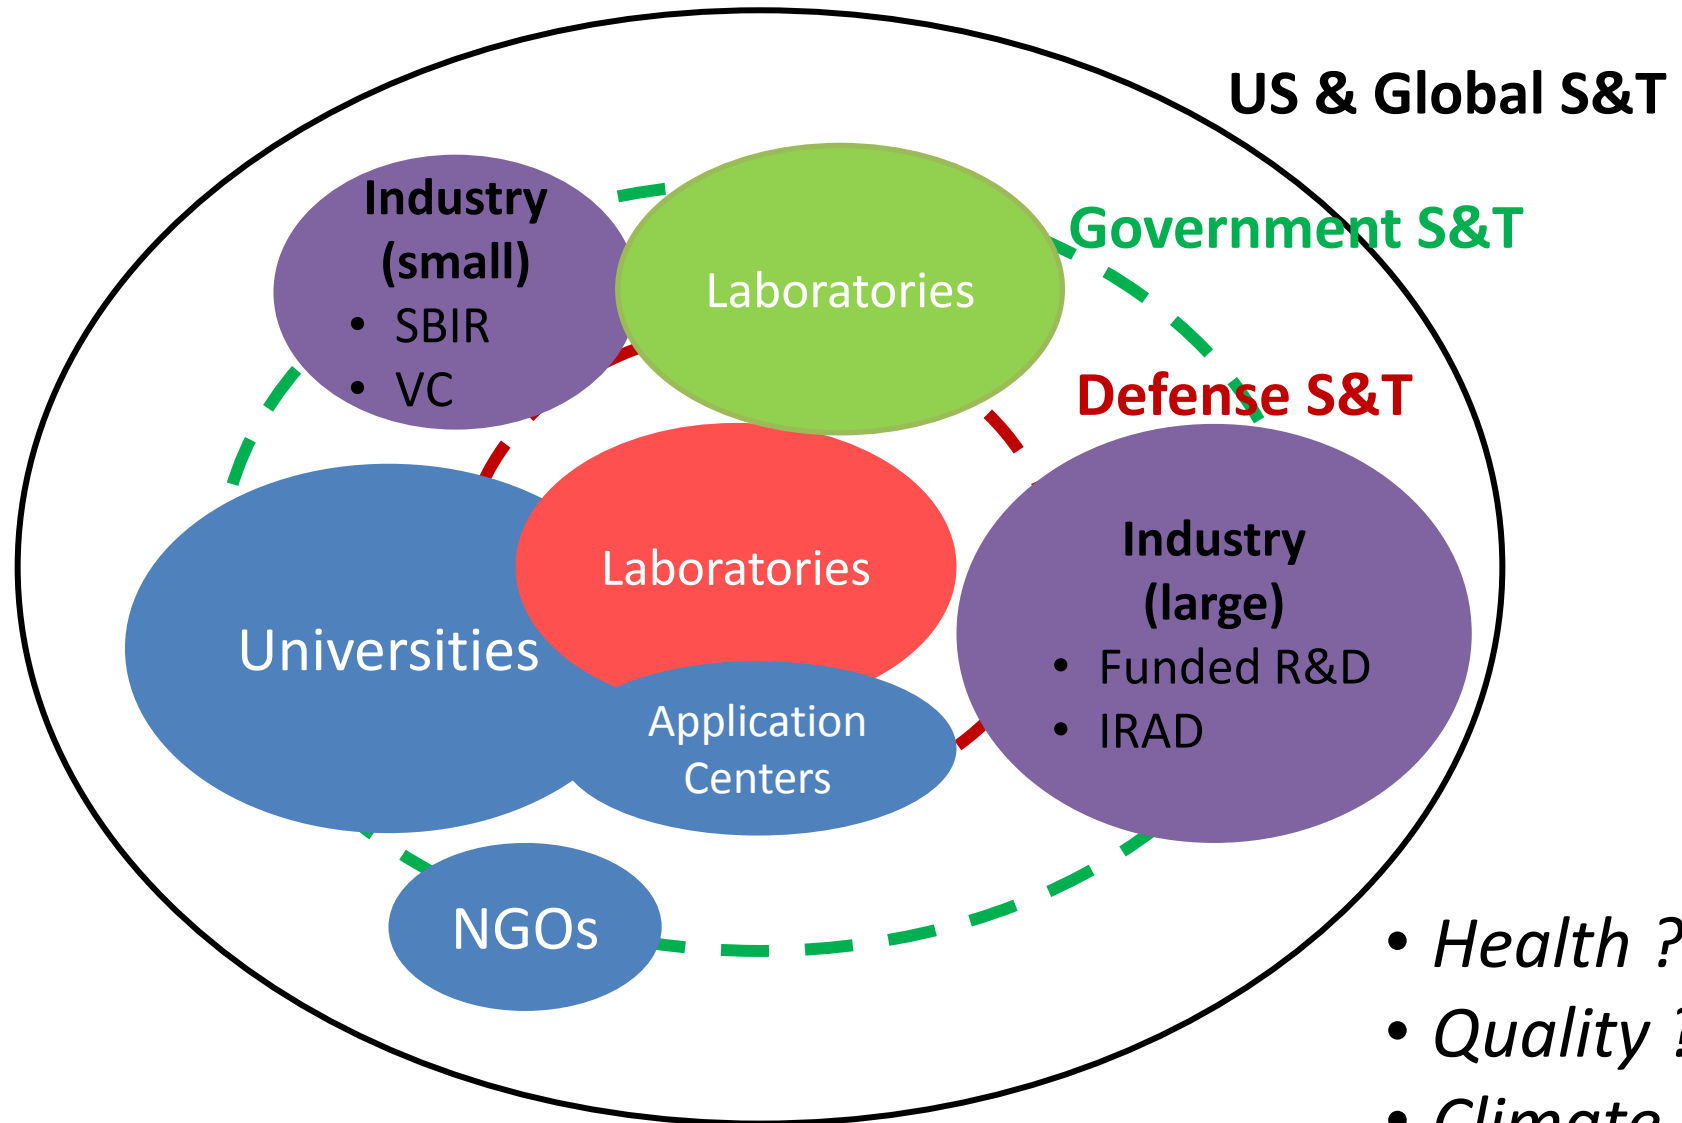 US & Global S&T
Industry
(small)
• SBIR
• VC
Government S&T
Laboratories
Defense S&T
Laboratories
Universities
Industry
(large)
• Funded R&D
• IRAD
Application
Centers
NGOs
• Health ?
• Quality ?
• Climate